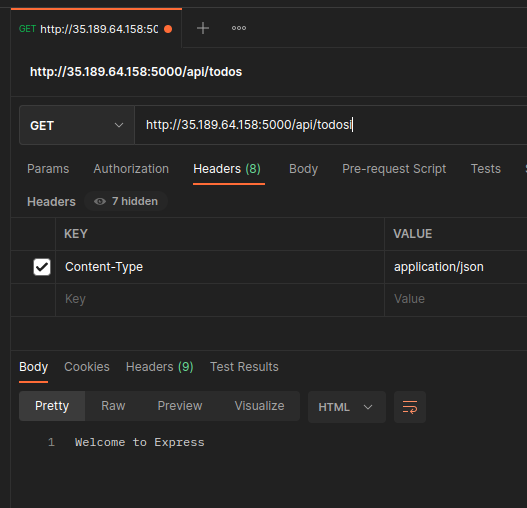 GET http://35.189.64.158:50
http://35.189.64.158:5000/api/todos
GET http://35.189.64.158:5000/api/todosi
Params Authorization Headers (8) Body Pre-request Script Tests
Headers 7 hidden
KEY VALUE
Content-Type application/json
Key Value
Body Cookies Headers (9) Test Results
Pretty Raw Preview Visualize HTML
1 Welcome to Express